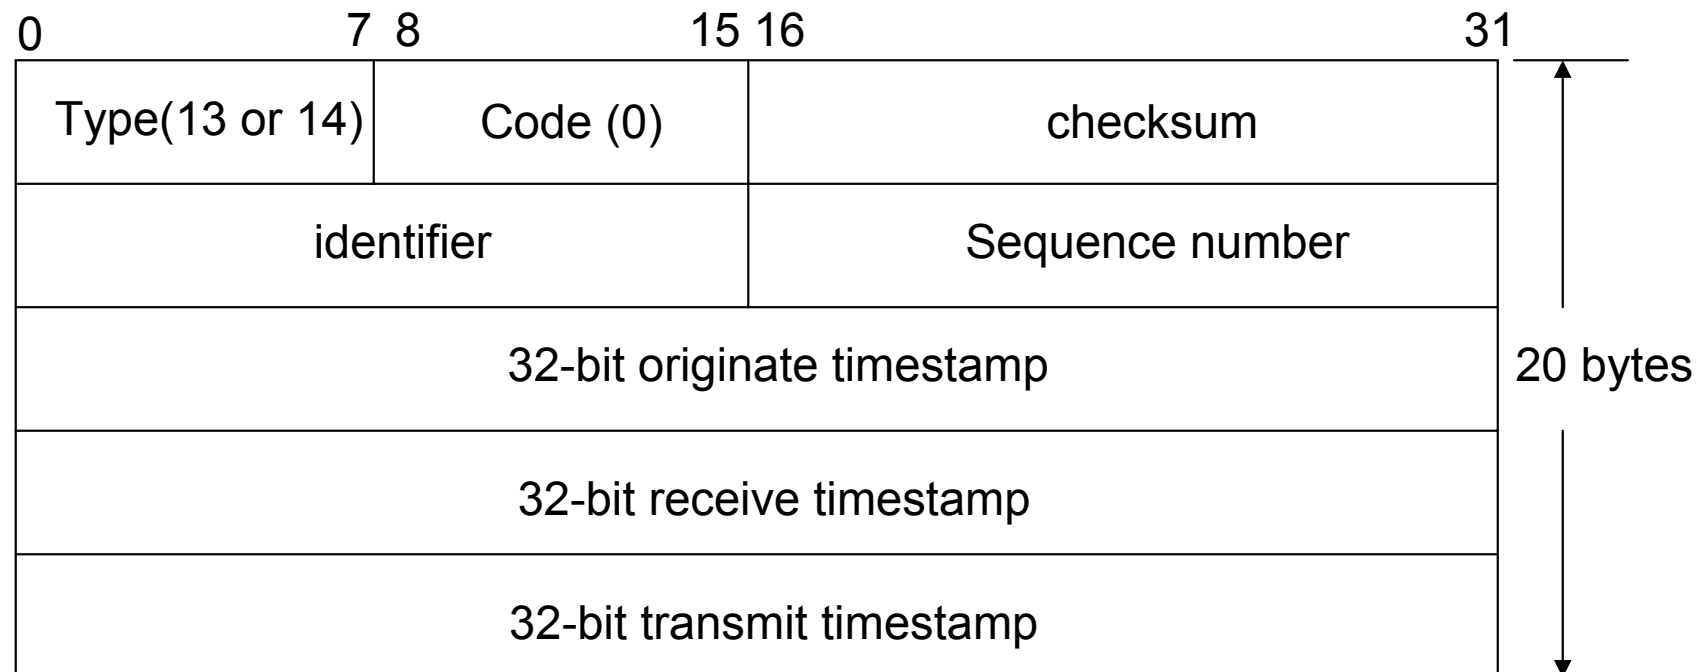 0 7 8 15 16 31
Type(13 or 14) Code (0) checksum
identifier Sequence number
32-bit originate timestamp
20 bytes
32-bit receive timestamp
32-bit transmit timestamp